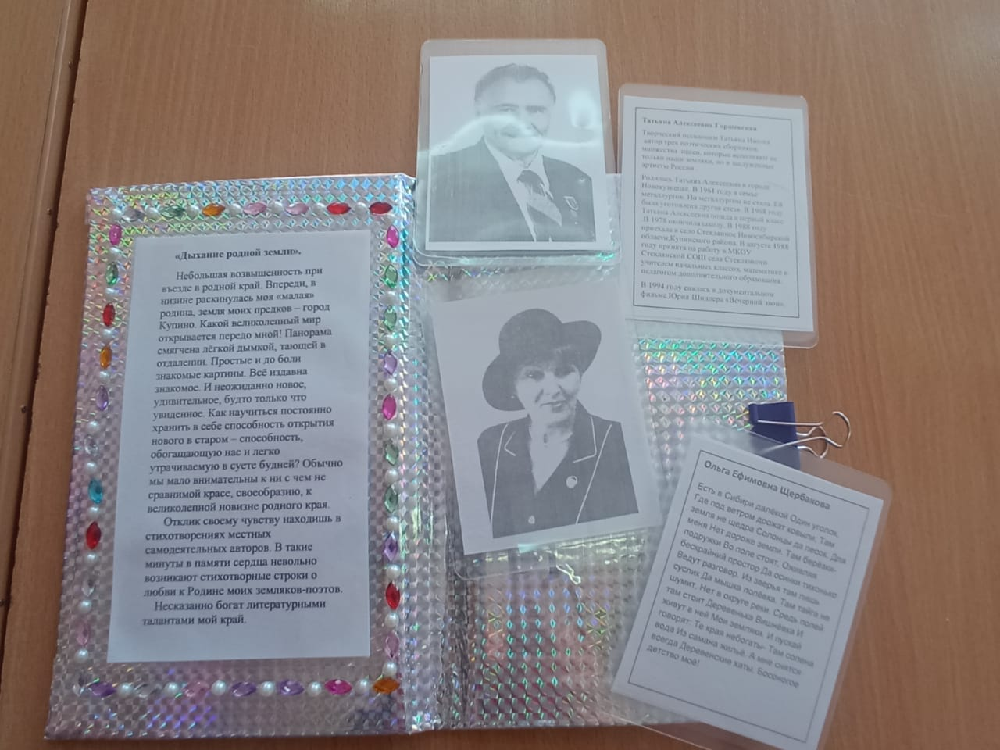 «Дыхание родной земли».
Небольшая возвышенность при
въезде в родной край. Впереди, в
низине раскинулась моя «малая»
родина, земля моих предков – город
Купино. Какой великолепный мир
открывается передо мной! Панорама
смягчена лёгкой дымкой, тающей в
отдалении. Простые и до боли
знакомые картины. Всё издавна
знакомое. И неожиданно новое,
удивительное, будто только что
увиденное. Как научиться постоянно
хранить в себе способность открытия
нового в старом – способность,
обогащающую нас и легко
утрачиваемую в суете будней? Обычно
мы мало внимательны к ни с чем не
сравнимой красе, своеобразию, к
великолепной новизне родного края.
Отклик своему чувству находишь в
стихотворениях местных
самодеятельных авторов. В такие
минуты в памяти сердца невольно
возникают стихотворные строки о
любви к Родине моих земляков-поэтов.
Несказанно богат литературными
талантами мой край.
Татьяна Алексеевна Горшевская
Творческий псевдоним Татьяна Никола
автор трех поэтических сборников,
множества песен, которые исполняют не
только наши земляки, но и заслуженные
артисты России
Родилась Татьяна Алексеевна в городе
Новокузнецке. В 1961 году в семье
металлургов. Но металлургом не стала. Ей
была уготовлена другая стезя. В 1968 году
Татьяна Алексеевна пошла в первый класс
.В 1978 окончила школу. В 1988 году
приехала в село Стеклянное Новосибирской
области,Купинского района. В августе 1988
году принята на работу в МКОУ
Стеклянской СОШ села Стеклянного
учителем начальных классов, математике и
педагогом дополнительного образования.
В 1994 году снялась в документальном
фильме Юрия Шиллера «Вечерний звон».
Ольга Ефимовна Щербакова
Есть в Сибири далёкой Один уголок,
Где под ветром дрожат ковыли. Там
земля не щедра Солонцы да песок, Для
меня Нет дороже земли. Там берёзки-
подружки Во поле стоят, Оживляя
бескрайний простор Да осинки тихонько
Ведут разговор. Из зверья там лишь
суслик Да мышка полёвка. Там тайга не
шумит. Нет в округе реки. Средь полей
там стоит Деревенька Вишнёвка И
живут в ней Мои земляки. И пускай
говорят: Те края небогаты- Там солона
вода Из самана жильё. А мне снятся
всегда Деревенские хаты. Босоногое
детство моё!